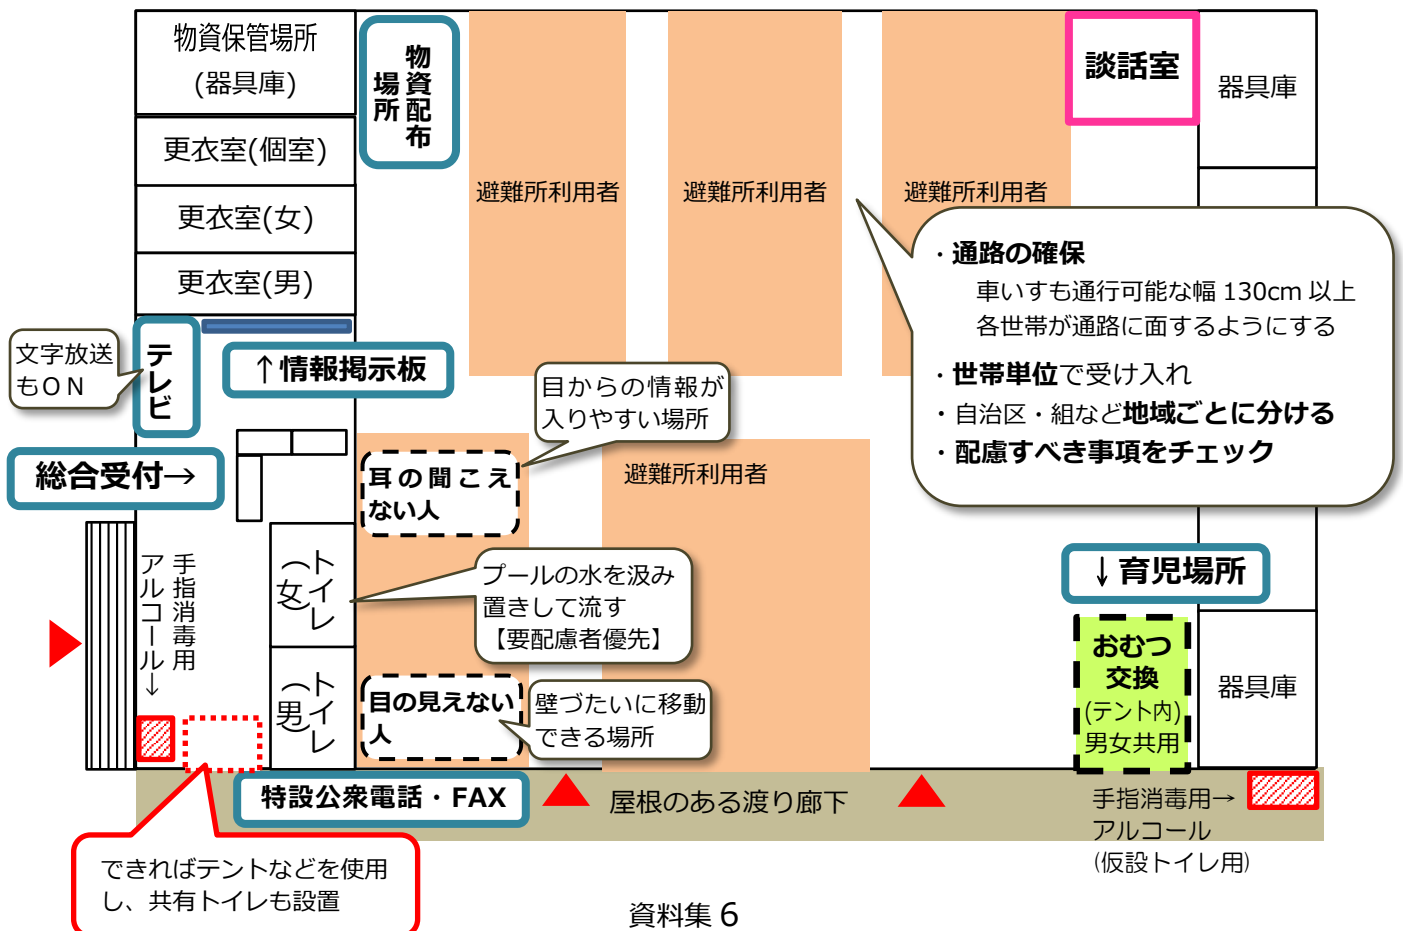 物資保管場所
(器具庫)
物資配布
場所
談話室
器具庫
更衣室(個室)
更衣室(女)
更衣室(男)
避難所利用者
避難所利用者
避難所利用者
・通路の確保
車いすも通行可能な幅 130cm 以上
各世帯が通路に面するようにする
・世帯単位で受け入れ
・自治区・組など地域ごとに分ける
・配慮すべき事項をチェック
文字放送
もＯＮ
テレビ
↑情報掲示板
目からの情報が
入りやすい場所
総合受付→
耳の聞こえ
ない人
避難所利用者
手指消毒用
アルコール→
トイレ
(女)
プールの水を汲み
置きして流す
【要配慮者優先】
↓育児場所
トイレ
(男)
目の見えない
人
壁づたいに移動
できる場所
おむつ
交換
(テント内)
男女共用
器具庫
特設公衆電話・FAX
屋根のある渡り廊下
手指消毒用→
アルコール
(仮設トイレ用)
できればテントなどを使用
し、共有トイレも設置
資料集 6